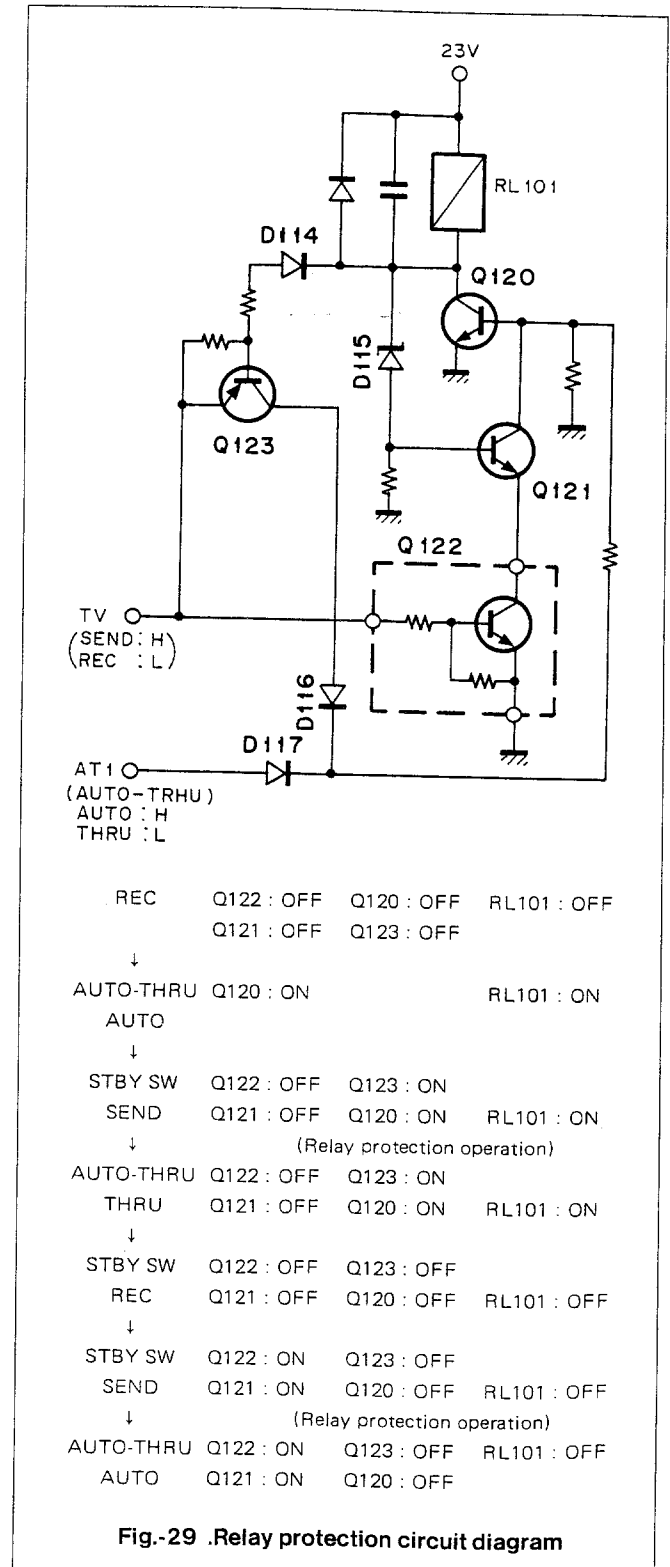 23V
RL101
D114
Q120
D115
Q123
Q121
Q122
TV
(SEND: H)
(REC : L)
D116
D117
AT1
(AUTO-TRHU)
AUTO : H
THRU : L
REC Q122 : OFF Q120 : OFF RL101 : OFF
Q121 : OFF Q123 : OFF
↓
AUTO-THRU Q120 : ON RL101 : ON
AUTO
↓
STBY SW Q122 : OFF Q123 : ON
SEND Q121 : OFF Q120 : ON RL101 : ON
↓ (Relay protection operation)
AUTO-THRU Q122 : OFF Q123 : ON
THRU Q121 : OFF Q120 : ON RL101 : ON
↓
STBY SW Q122 : OFF Q123 : OFF
REC Q121 : OFF Q120 : OFF RL101 : OFF
↓
STBY SW Q122 : ON Q123 : OFF
SEND Q121 : ON Q120 : OFF RL101 : OFF
↓ (Relay protection operation)
AUTO-THRU Q122 : ON Q123 : OFF RL101 : OFF
AUTO Q121 : ON Q120 : OFF
Fig.-29 .Relay protection circuit diagram